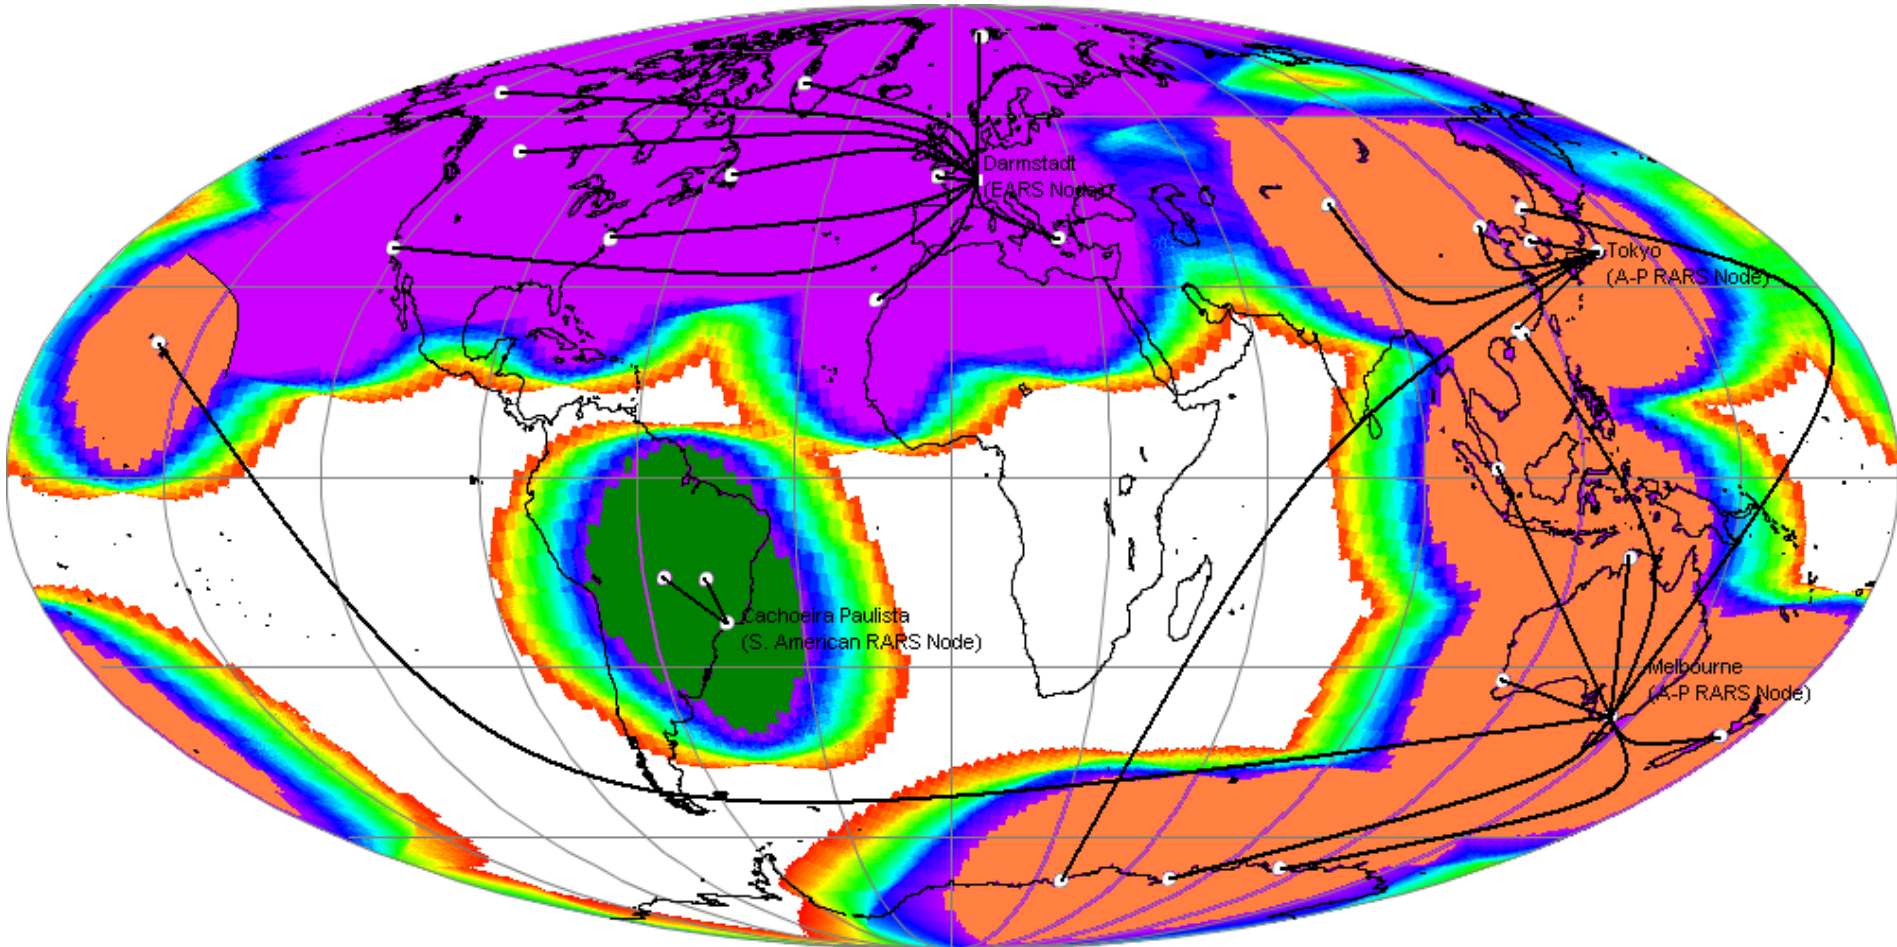 Darmstadt
(EARS Node)
Tokyo
(A-P RARS Node)
Cachoeira Paulista
(S. American RARS Node)
Melbourne
(A-P RARS Node)